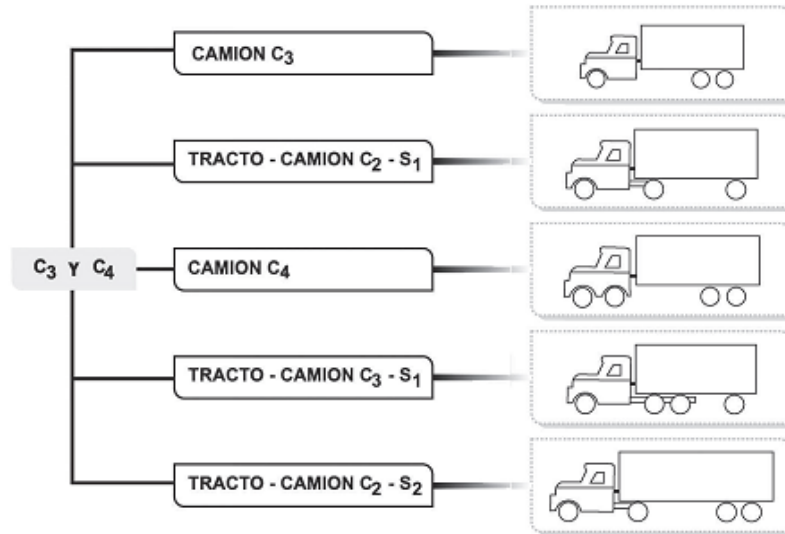 CAMION C3
TRACTO - CAMION C2 - S1
C3 Y C4
CAMION C4
TRACTO - CAMION C3 - S1
TRACTO - CAMION C2 - S2